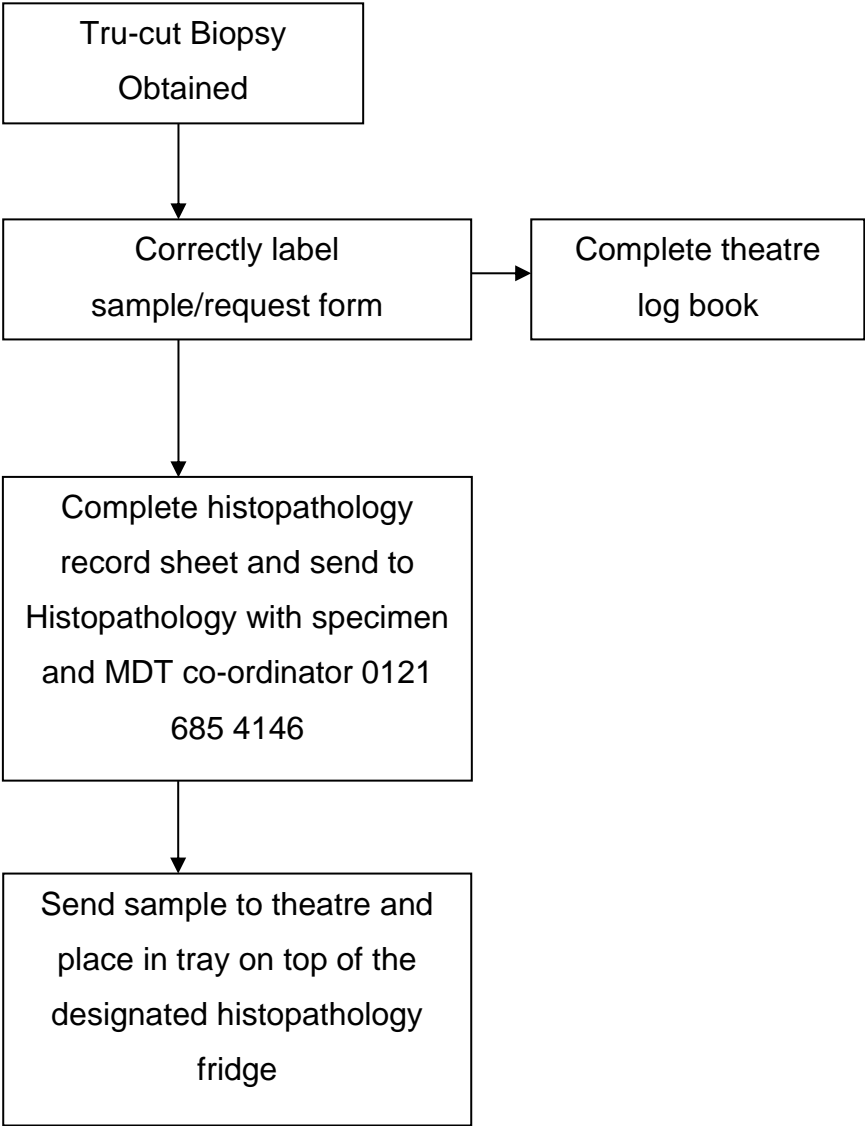 Tru-cut Biopsy
Obtained
Correctly label
sample/request form
Complete theatre
log book
Complete histopathology
record sheet and send to
Histopathology with specimen
and MDT co-ordinator 0121
685 4146
Send sample to theatre and
place in tray on top of the
designated histopathology
fridge